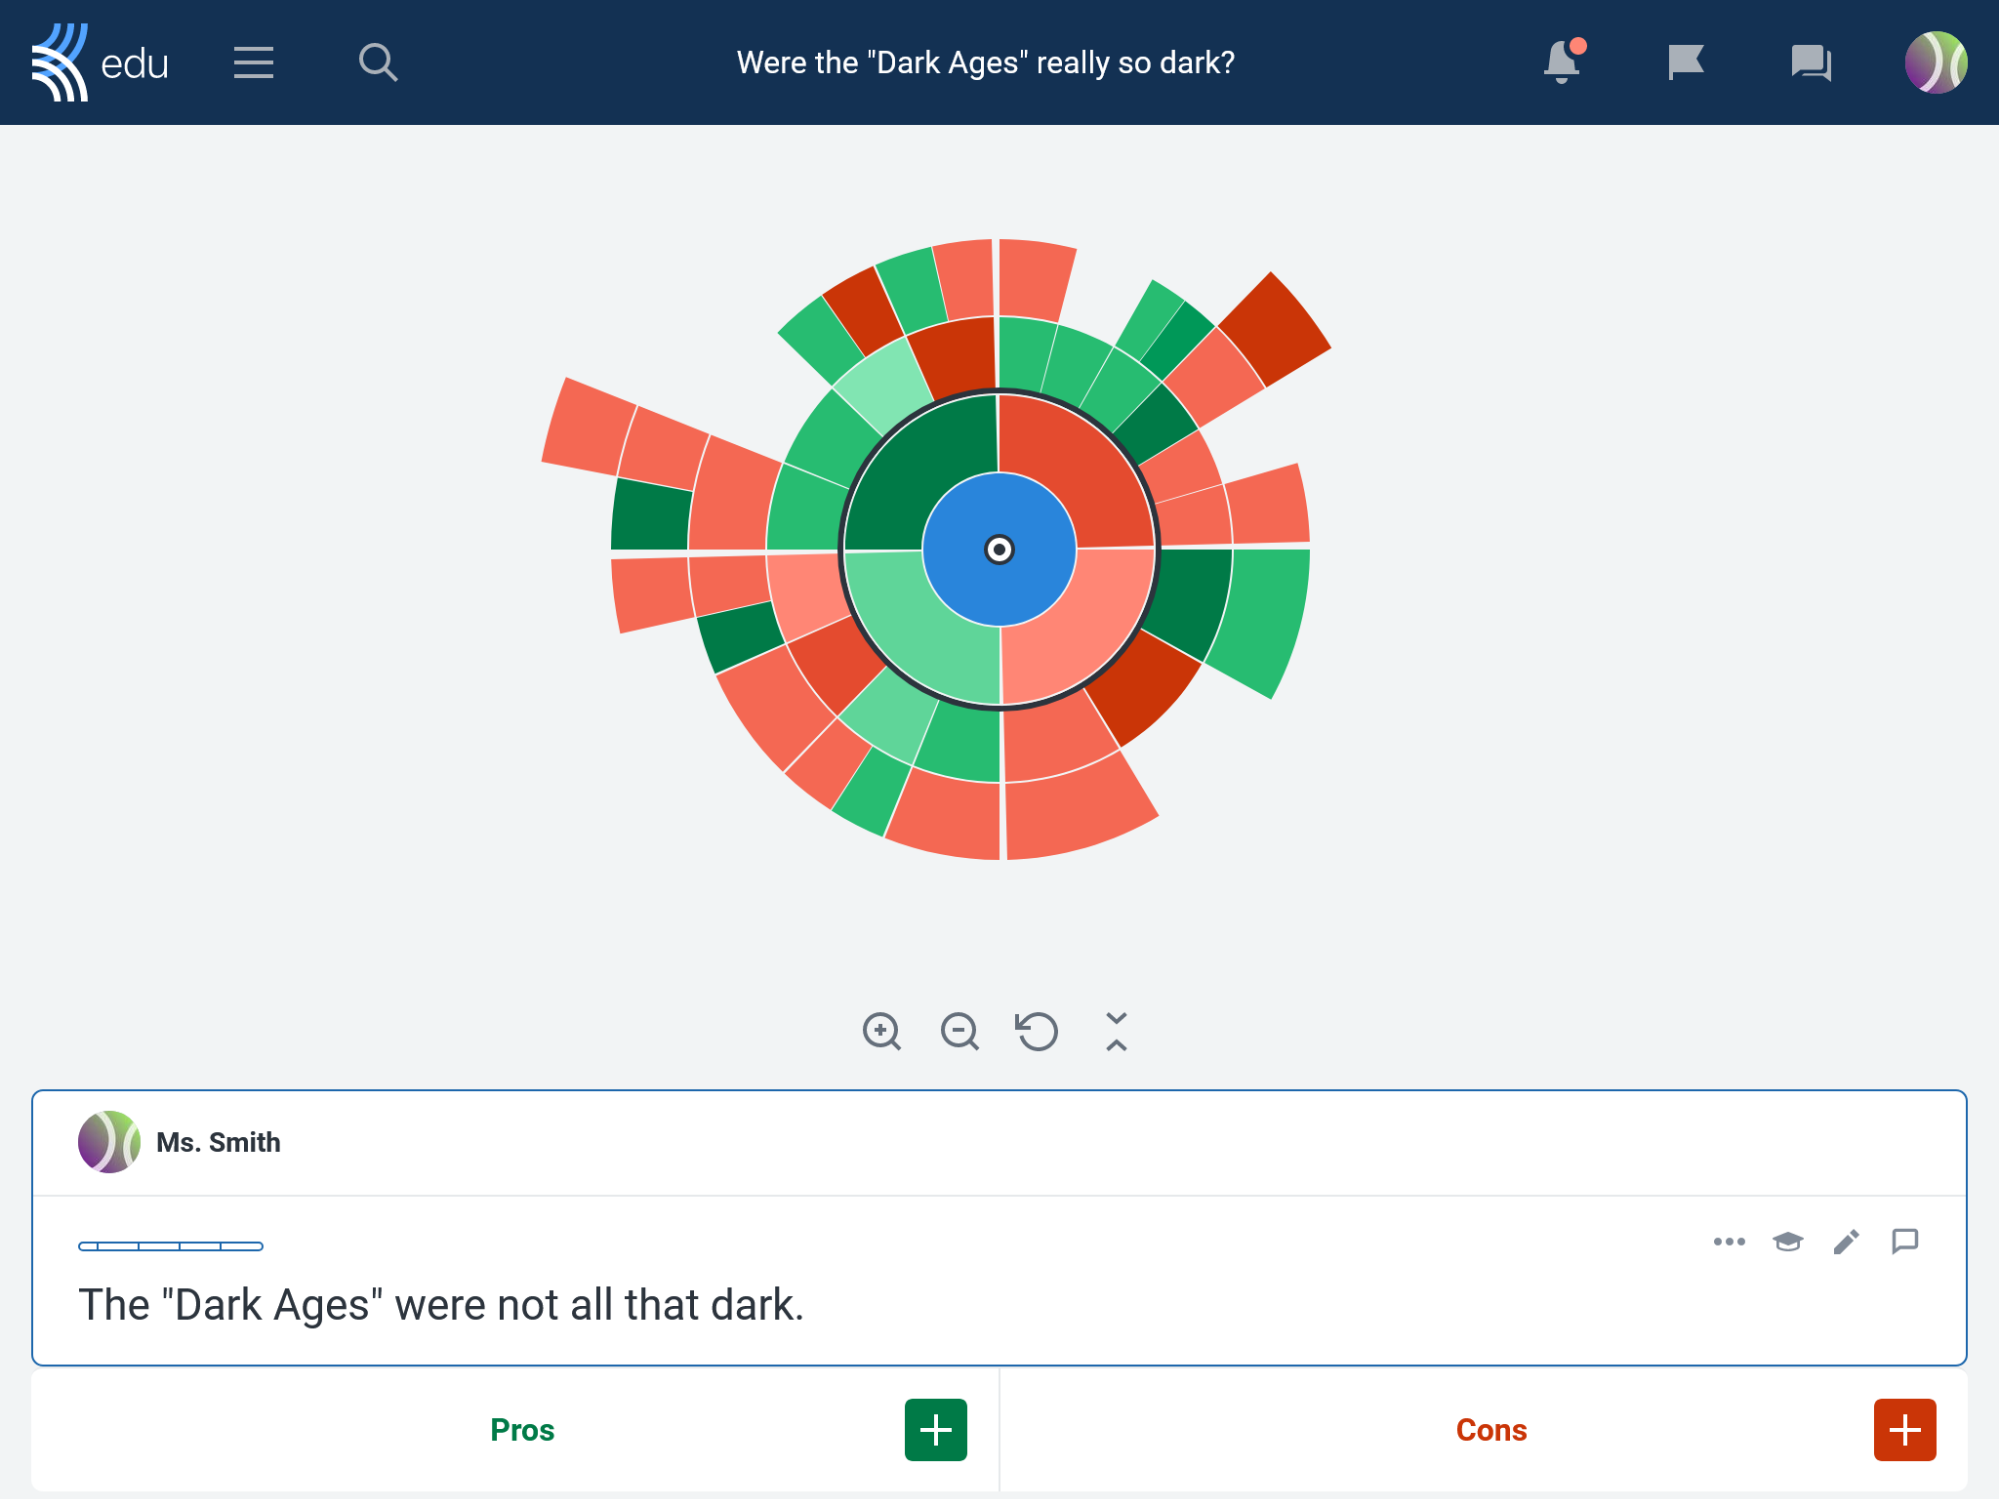 edu
Were the "Dark Ages" really so dark?
Ms. Smith
The "Dark Ages" were not all that dark.
Pros
Cons